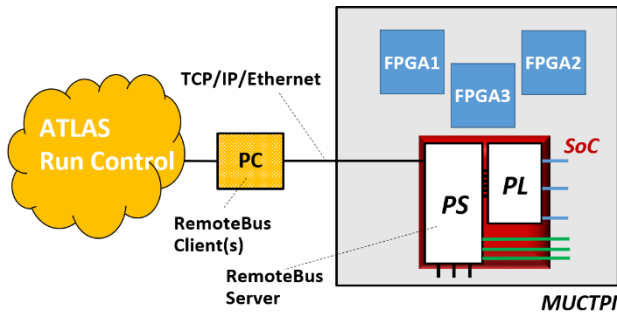 FPGA1
FPGA2
FPGA3
TCP/IP/Ethernet
ATLAS
Run Control
PC
SoC
PS
PL
RemoteBus
Client(s)
RemoteBus
Server
MUCTPI